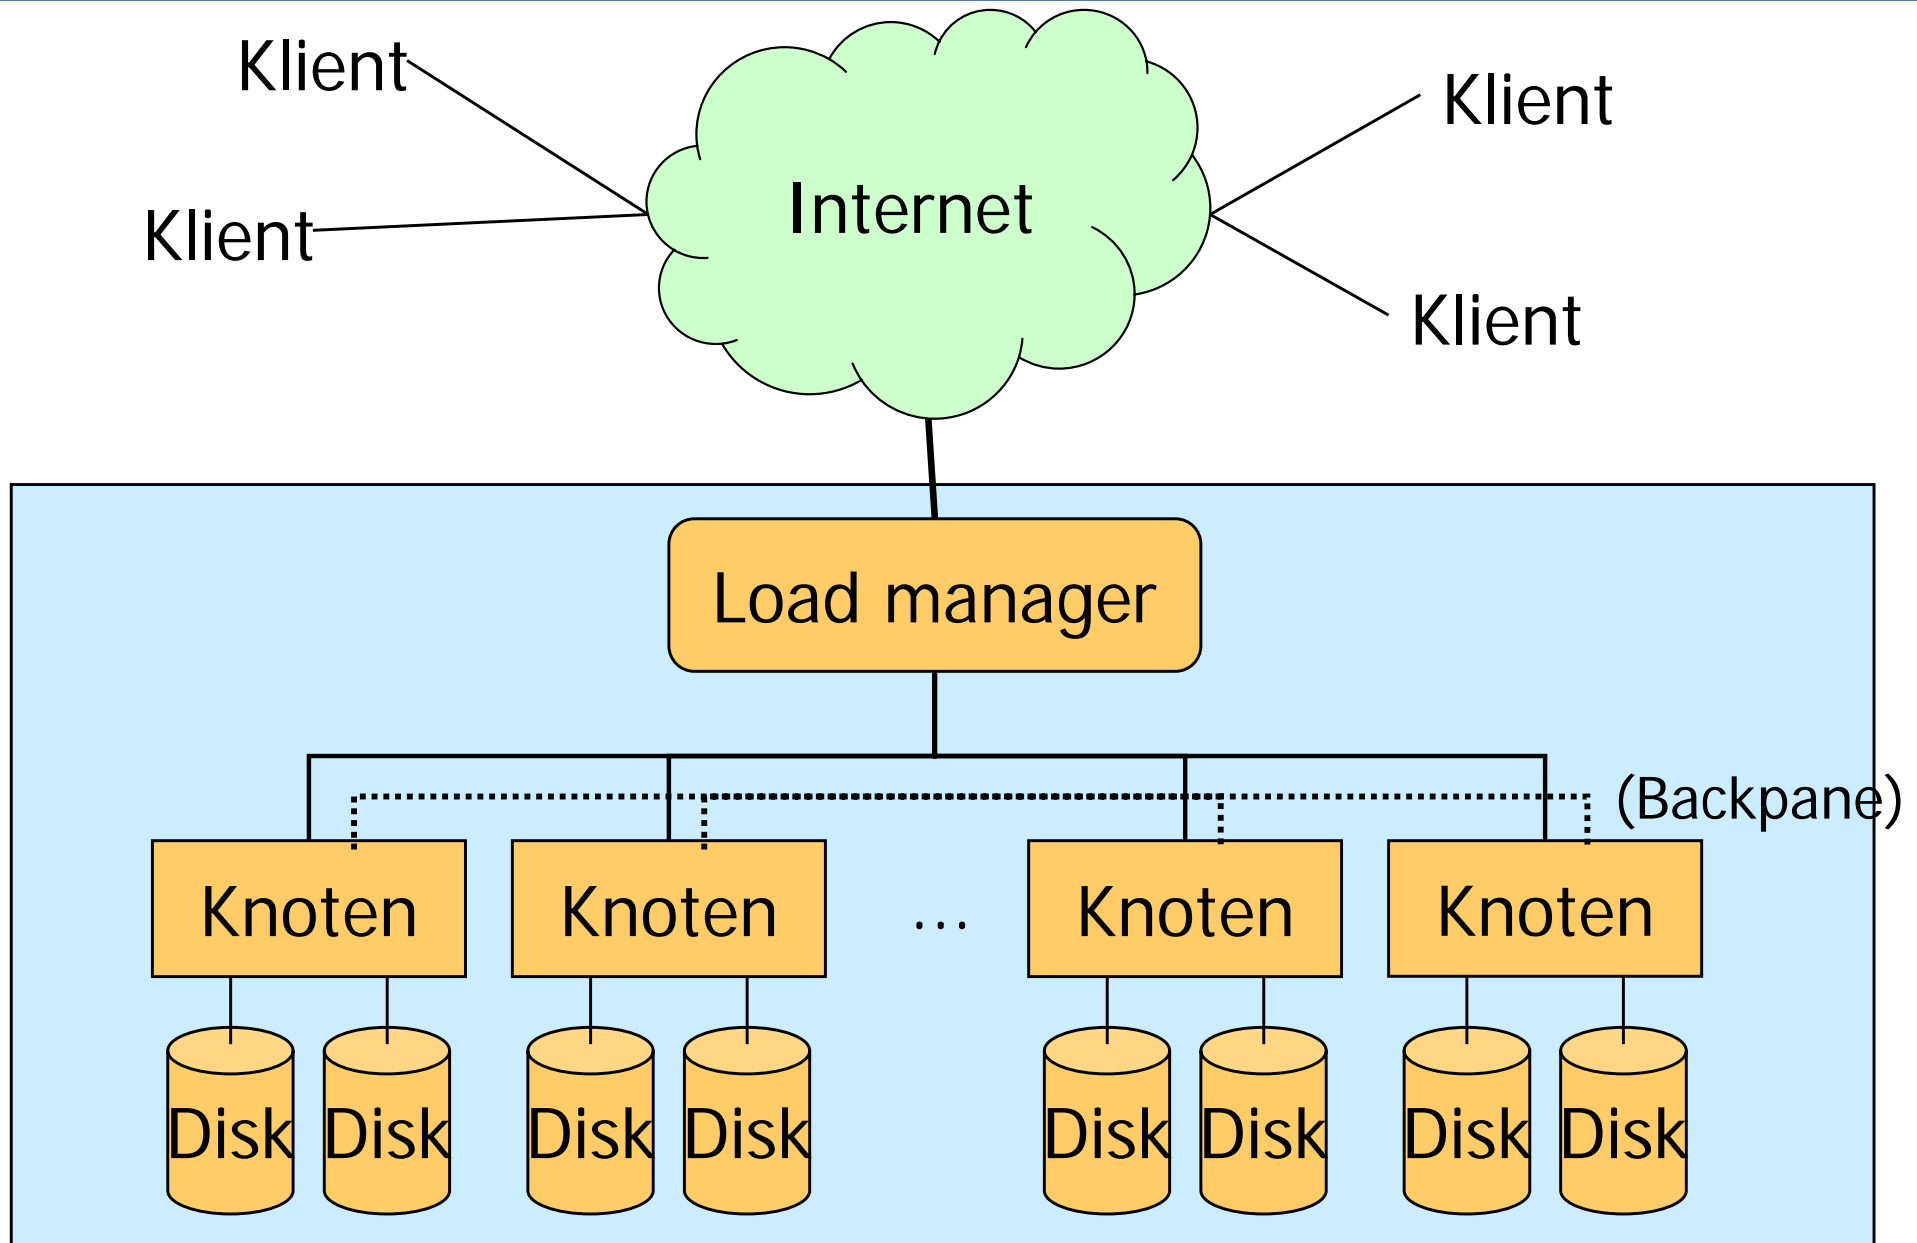 Klient
Klient
Klient
Internet
Klient
Load manager
(Backpane)
Knoten Knoten ... Knoten Knoten
Disk Disk Disk Disk Disk Disk Disk Disk